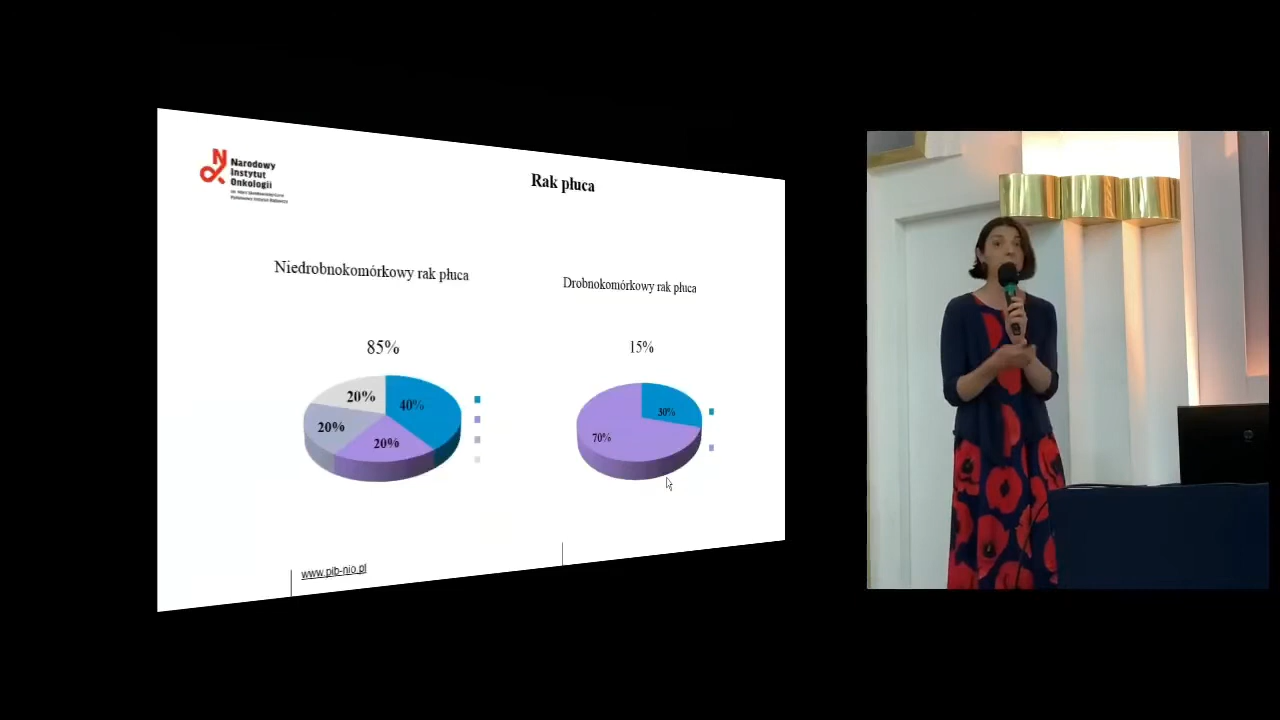 Narodowy
Instytut
Onkologii
Rak płuca
Niedrobnokomórkowy rak płuca
Drobnokomórkowy rak płuca
85%
15%
20%
40%
20%
20%
30%
70%
www.pib-nio.pl